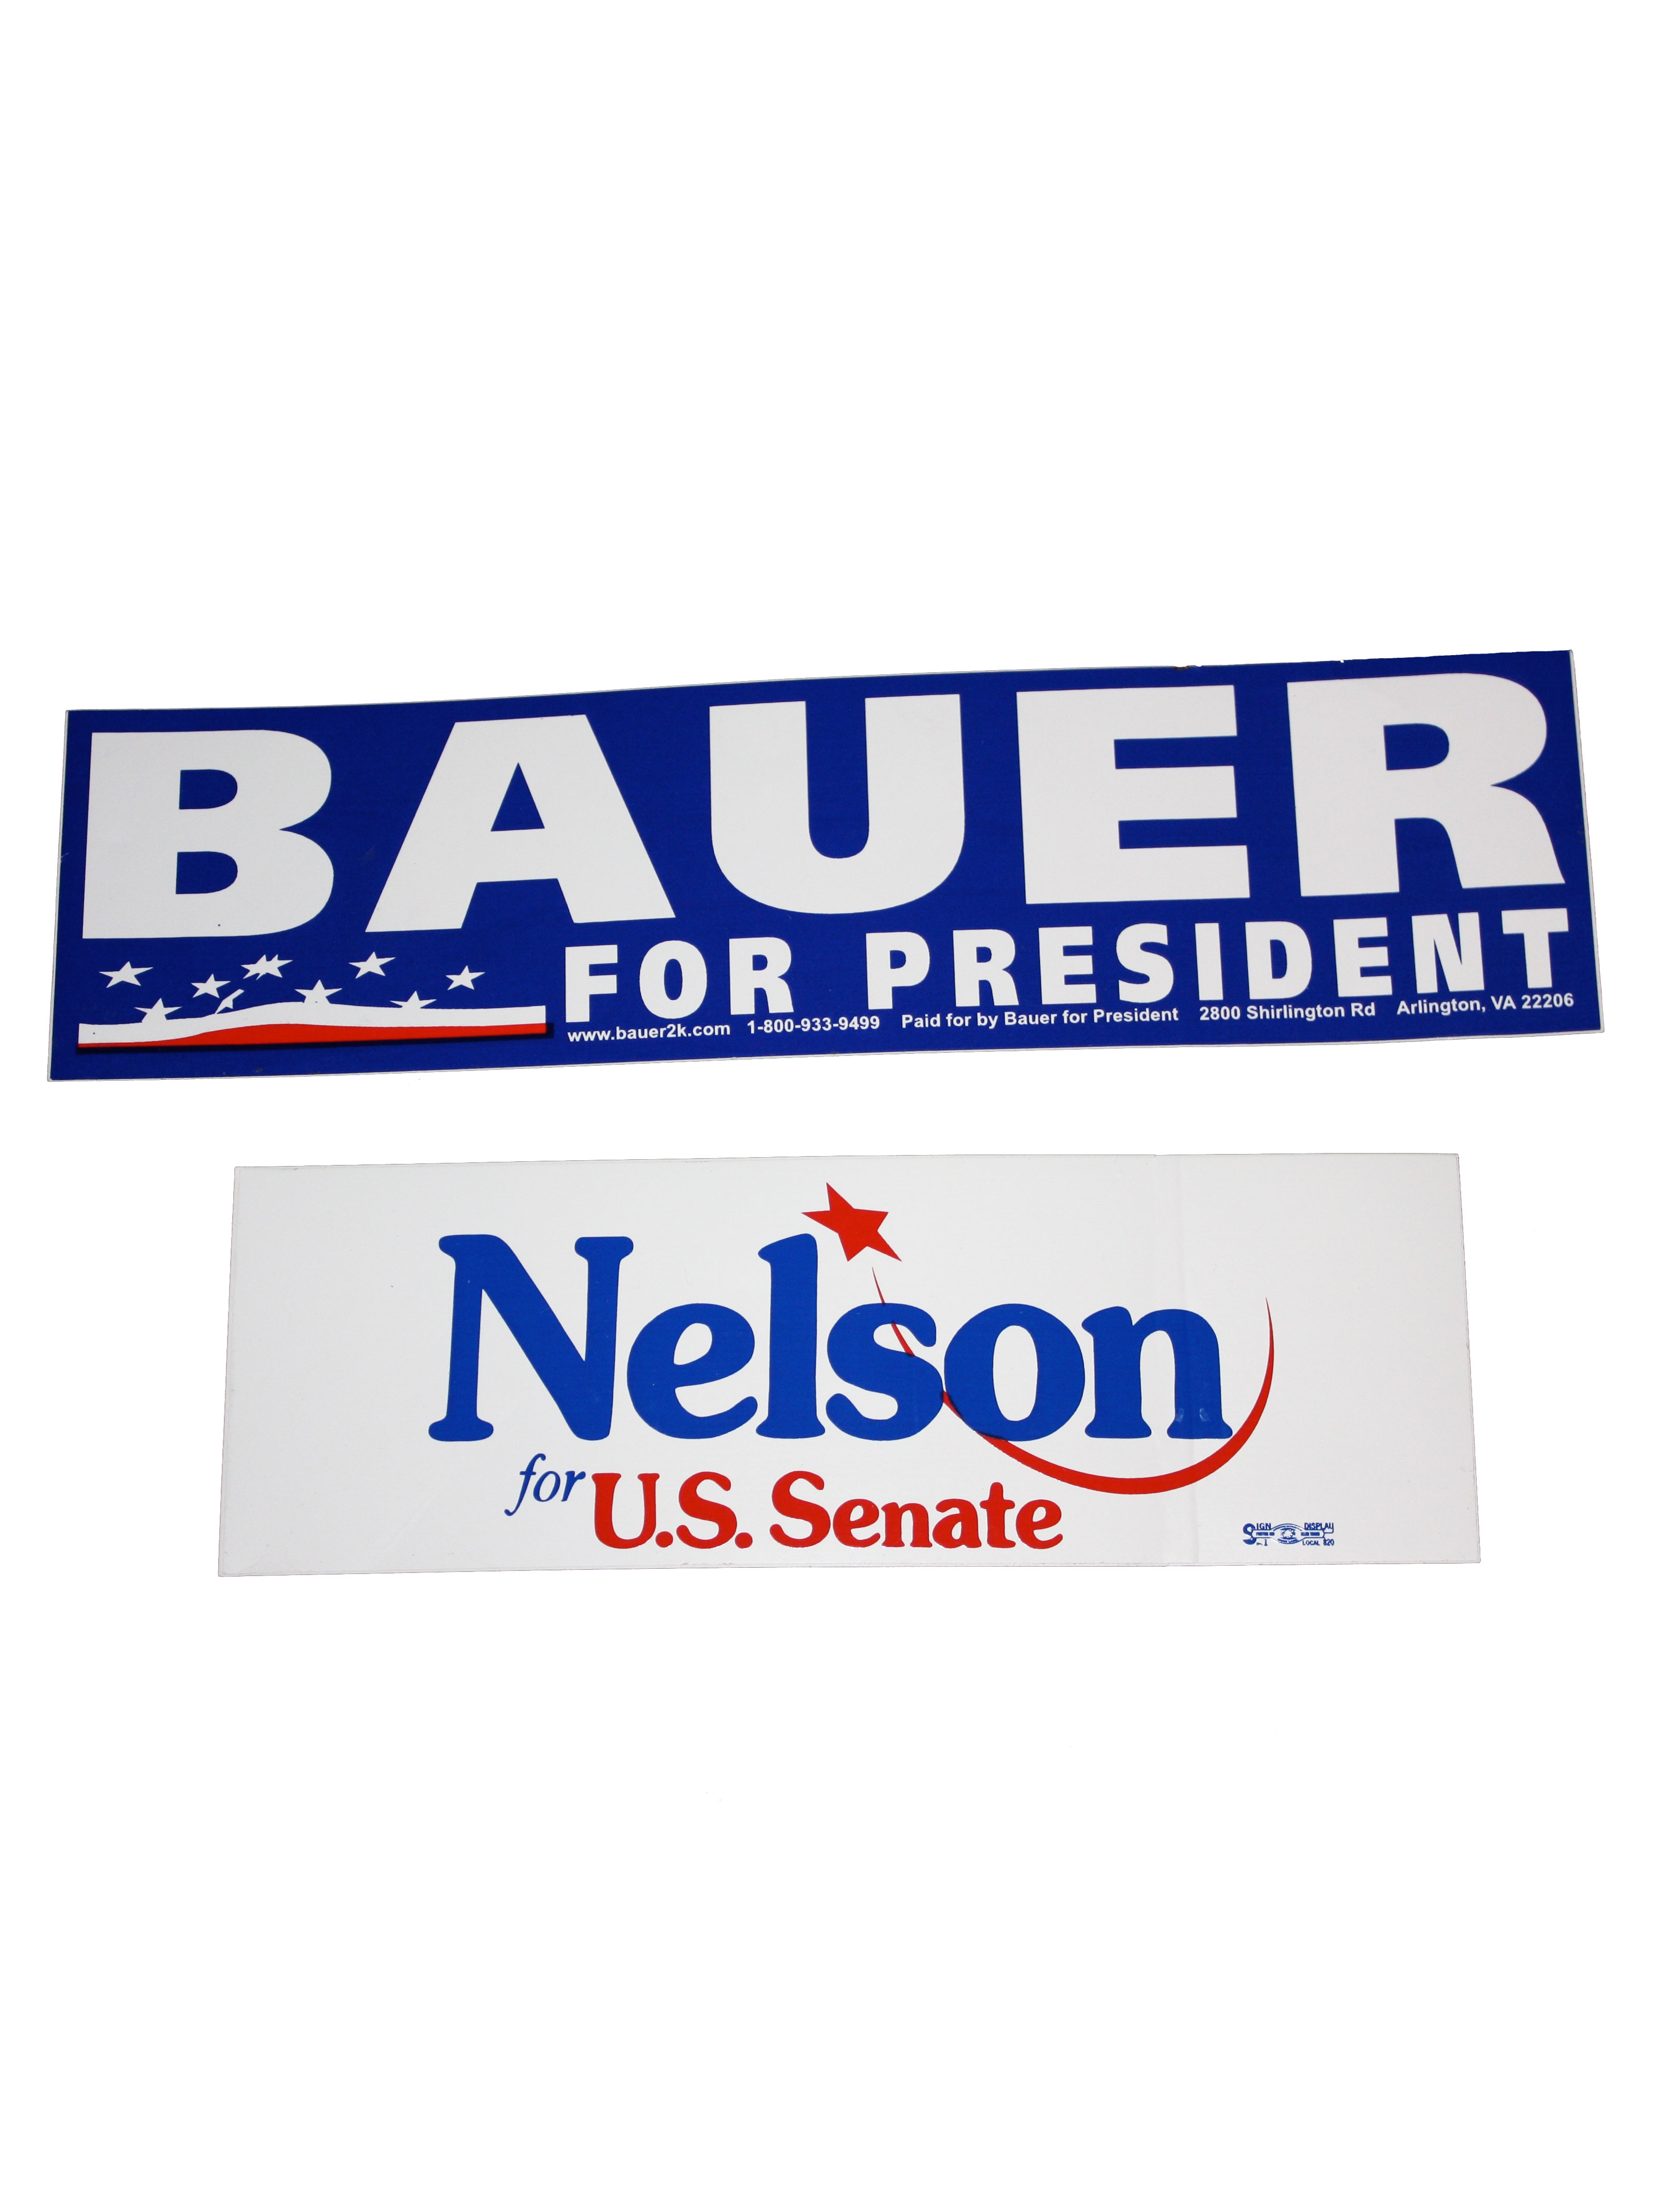 BAUER
FOR PRESIDENT
www.bauer2k.com 1-800-933-9499 Paid for by Bauer for President 2800 Shirlington Rd Arlington, VA 22206
Nelson
for U.S. Senate
SIGN DISPLAY
LOCAL 820